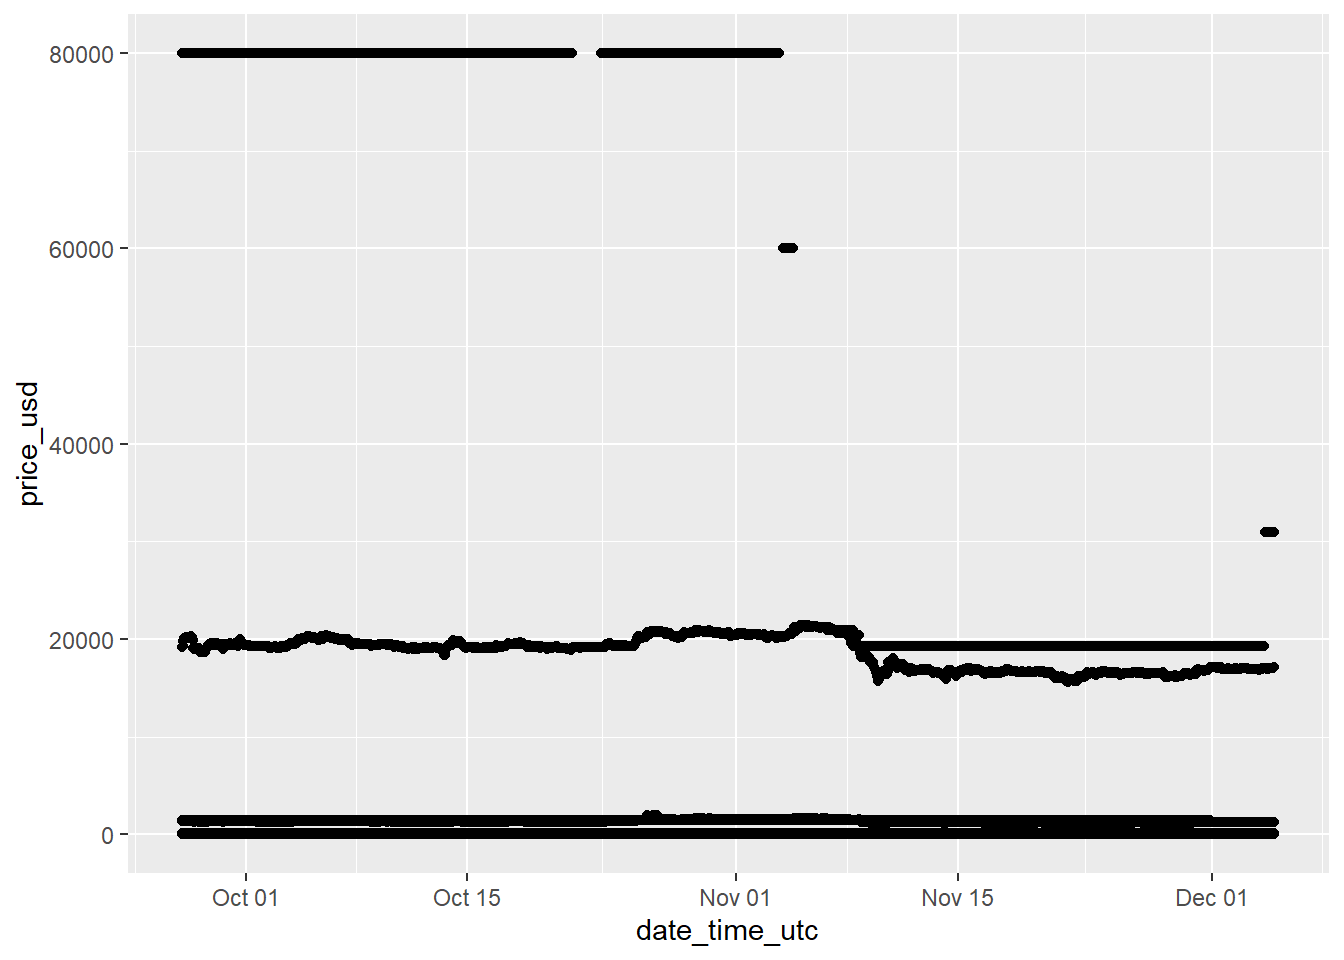 80000
60000
40000
20000
0
price_usd
Oct 01
Oct 15
Nov 01
Nov 15
Dec 01
date_time_utc